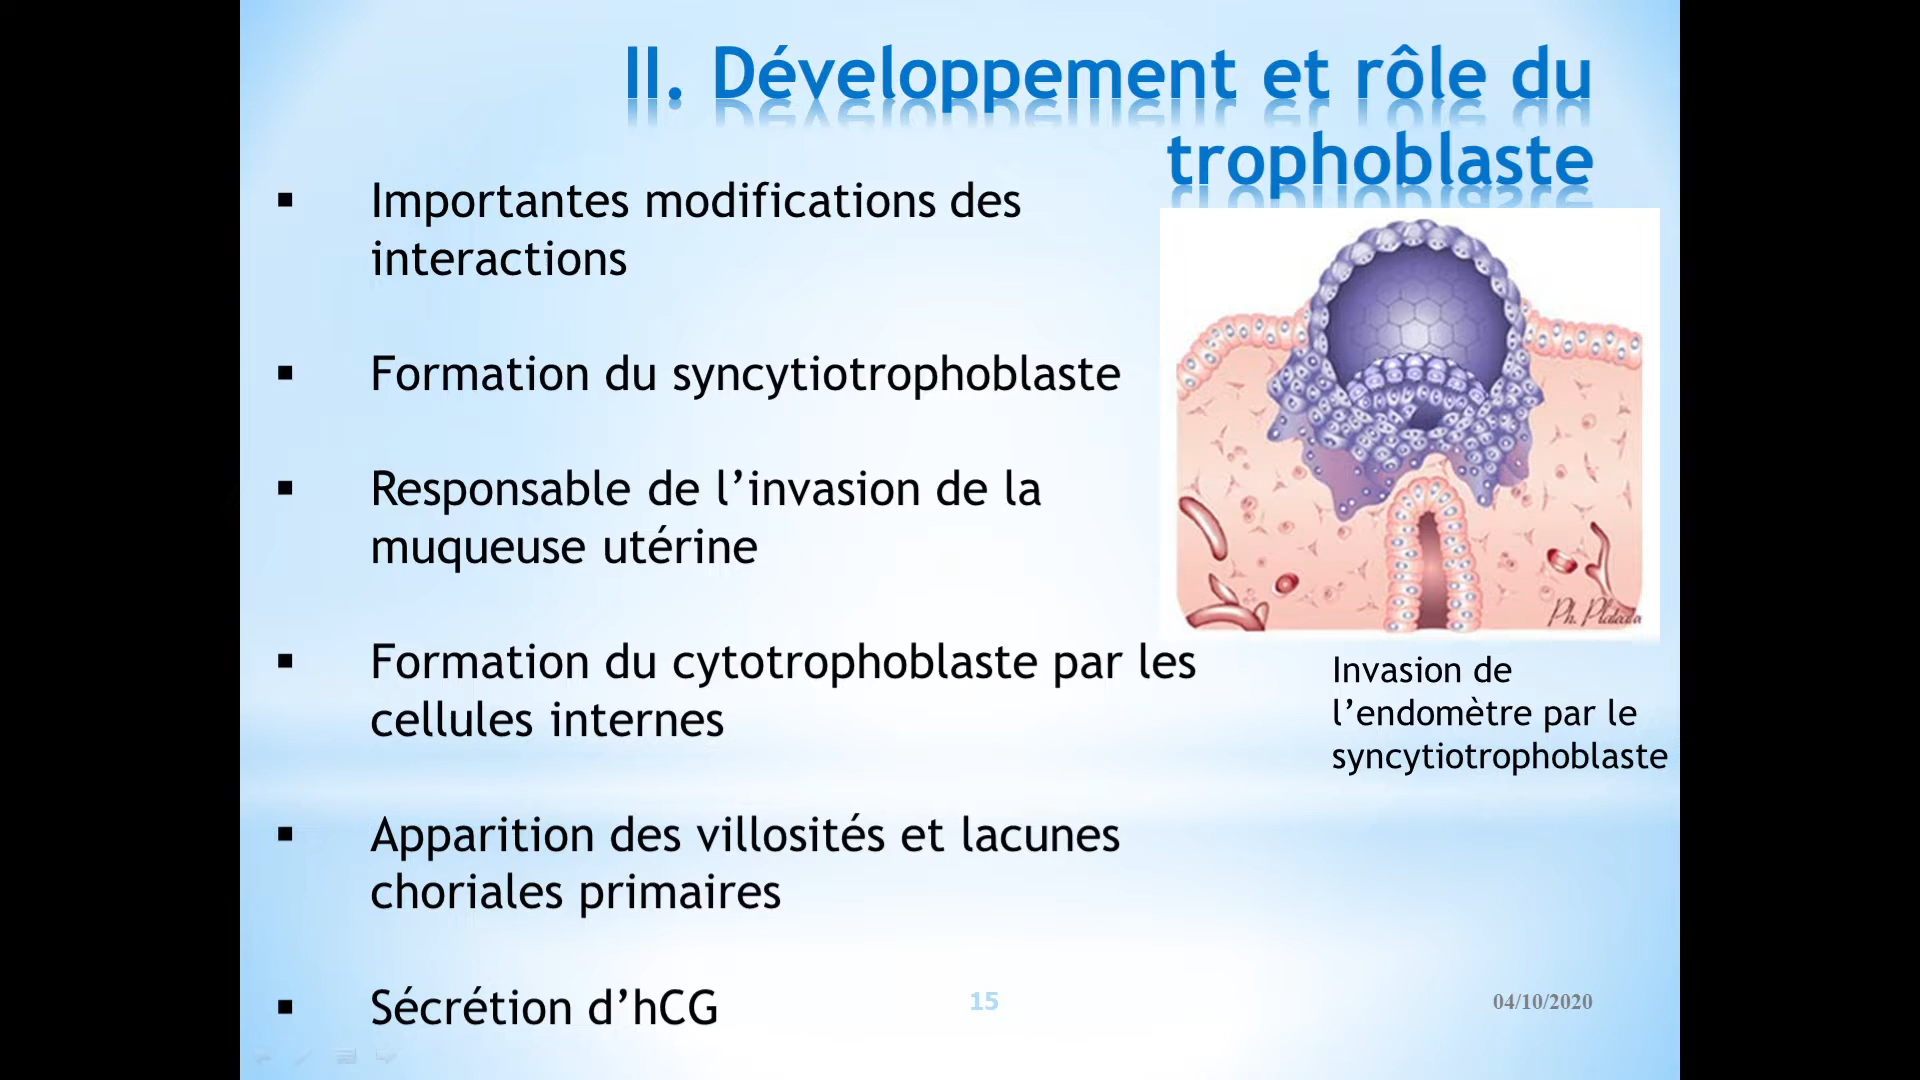 II. Développement et rôle du
trophoblaste
▪ Importantes modifications des
interactions
▪ Formation du syncytiotrophoblaste
▪ Responsable de l’invasion de la
muqueuse utérine
▪ Formation du cytotrophoblaste par les
cellules internes
▪ Apparition des villosités et lacunes
choriales primaires
▪ Sécrétion d’hCG
Invasion de
l’endomètre par le
syncytiotrophoblaste
15
04/10/2020